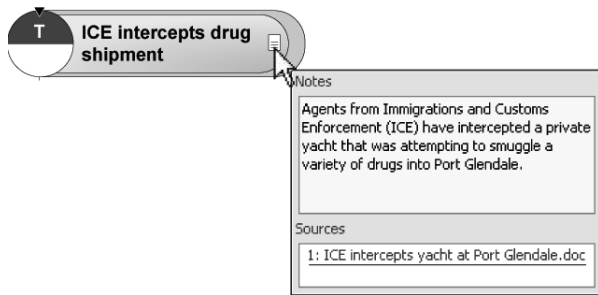 T
ICE intercepts drug
shipment
Notes
Agents from Immigrations and Customs
Enforcement (ICE) have intercepted a private
yacht that was attempting to smuggle a
variety of drugs into Port Glendale.
Sources
1: ICE intercepts yacht at Port Glendale.doc